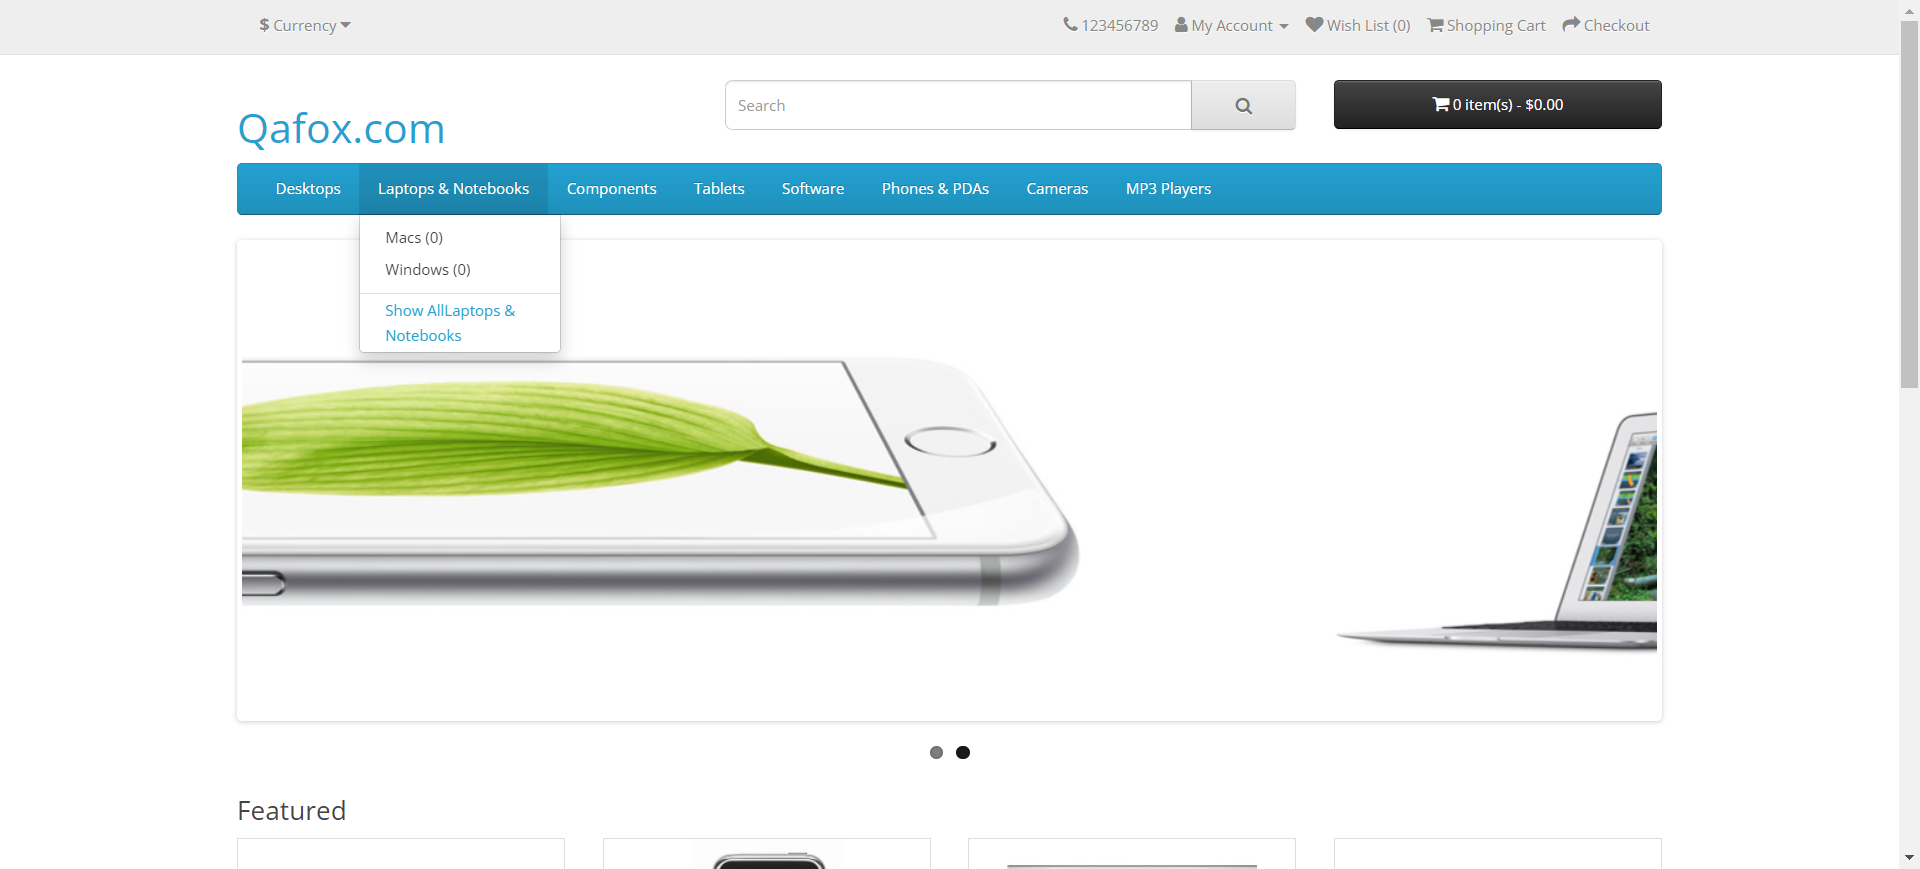 $ Currency
123456789 My Account Wish List (0) Shopping Cart Checkout
Qafox.com
Search
0 item(s) - $0.00
Desktops Laptops & Notebooks Components Tablets Software Phones & PDAs Cameras MP3 Players
Macs (0)
Windows (0)
Show AllLaptops &
Notebooks
Featured